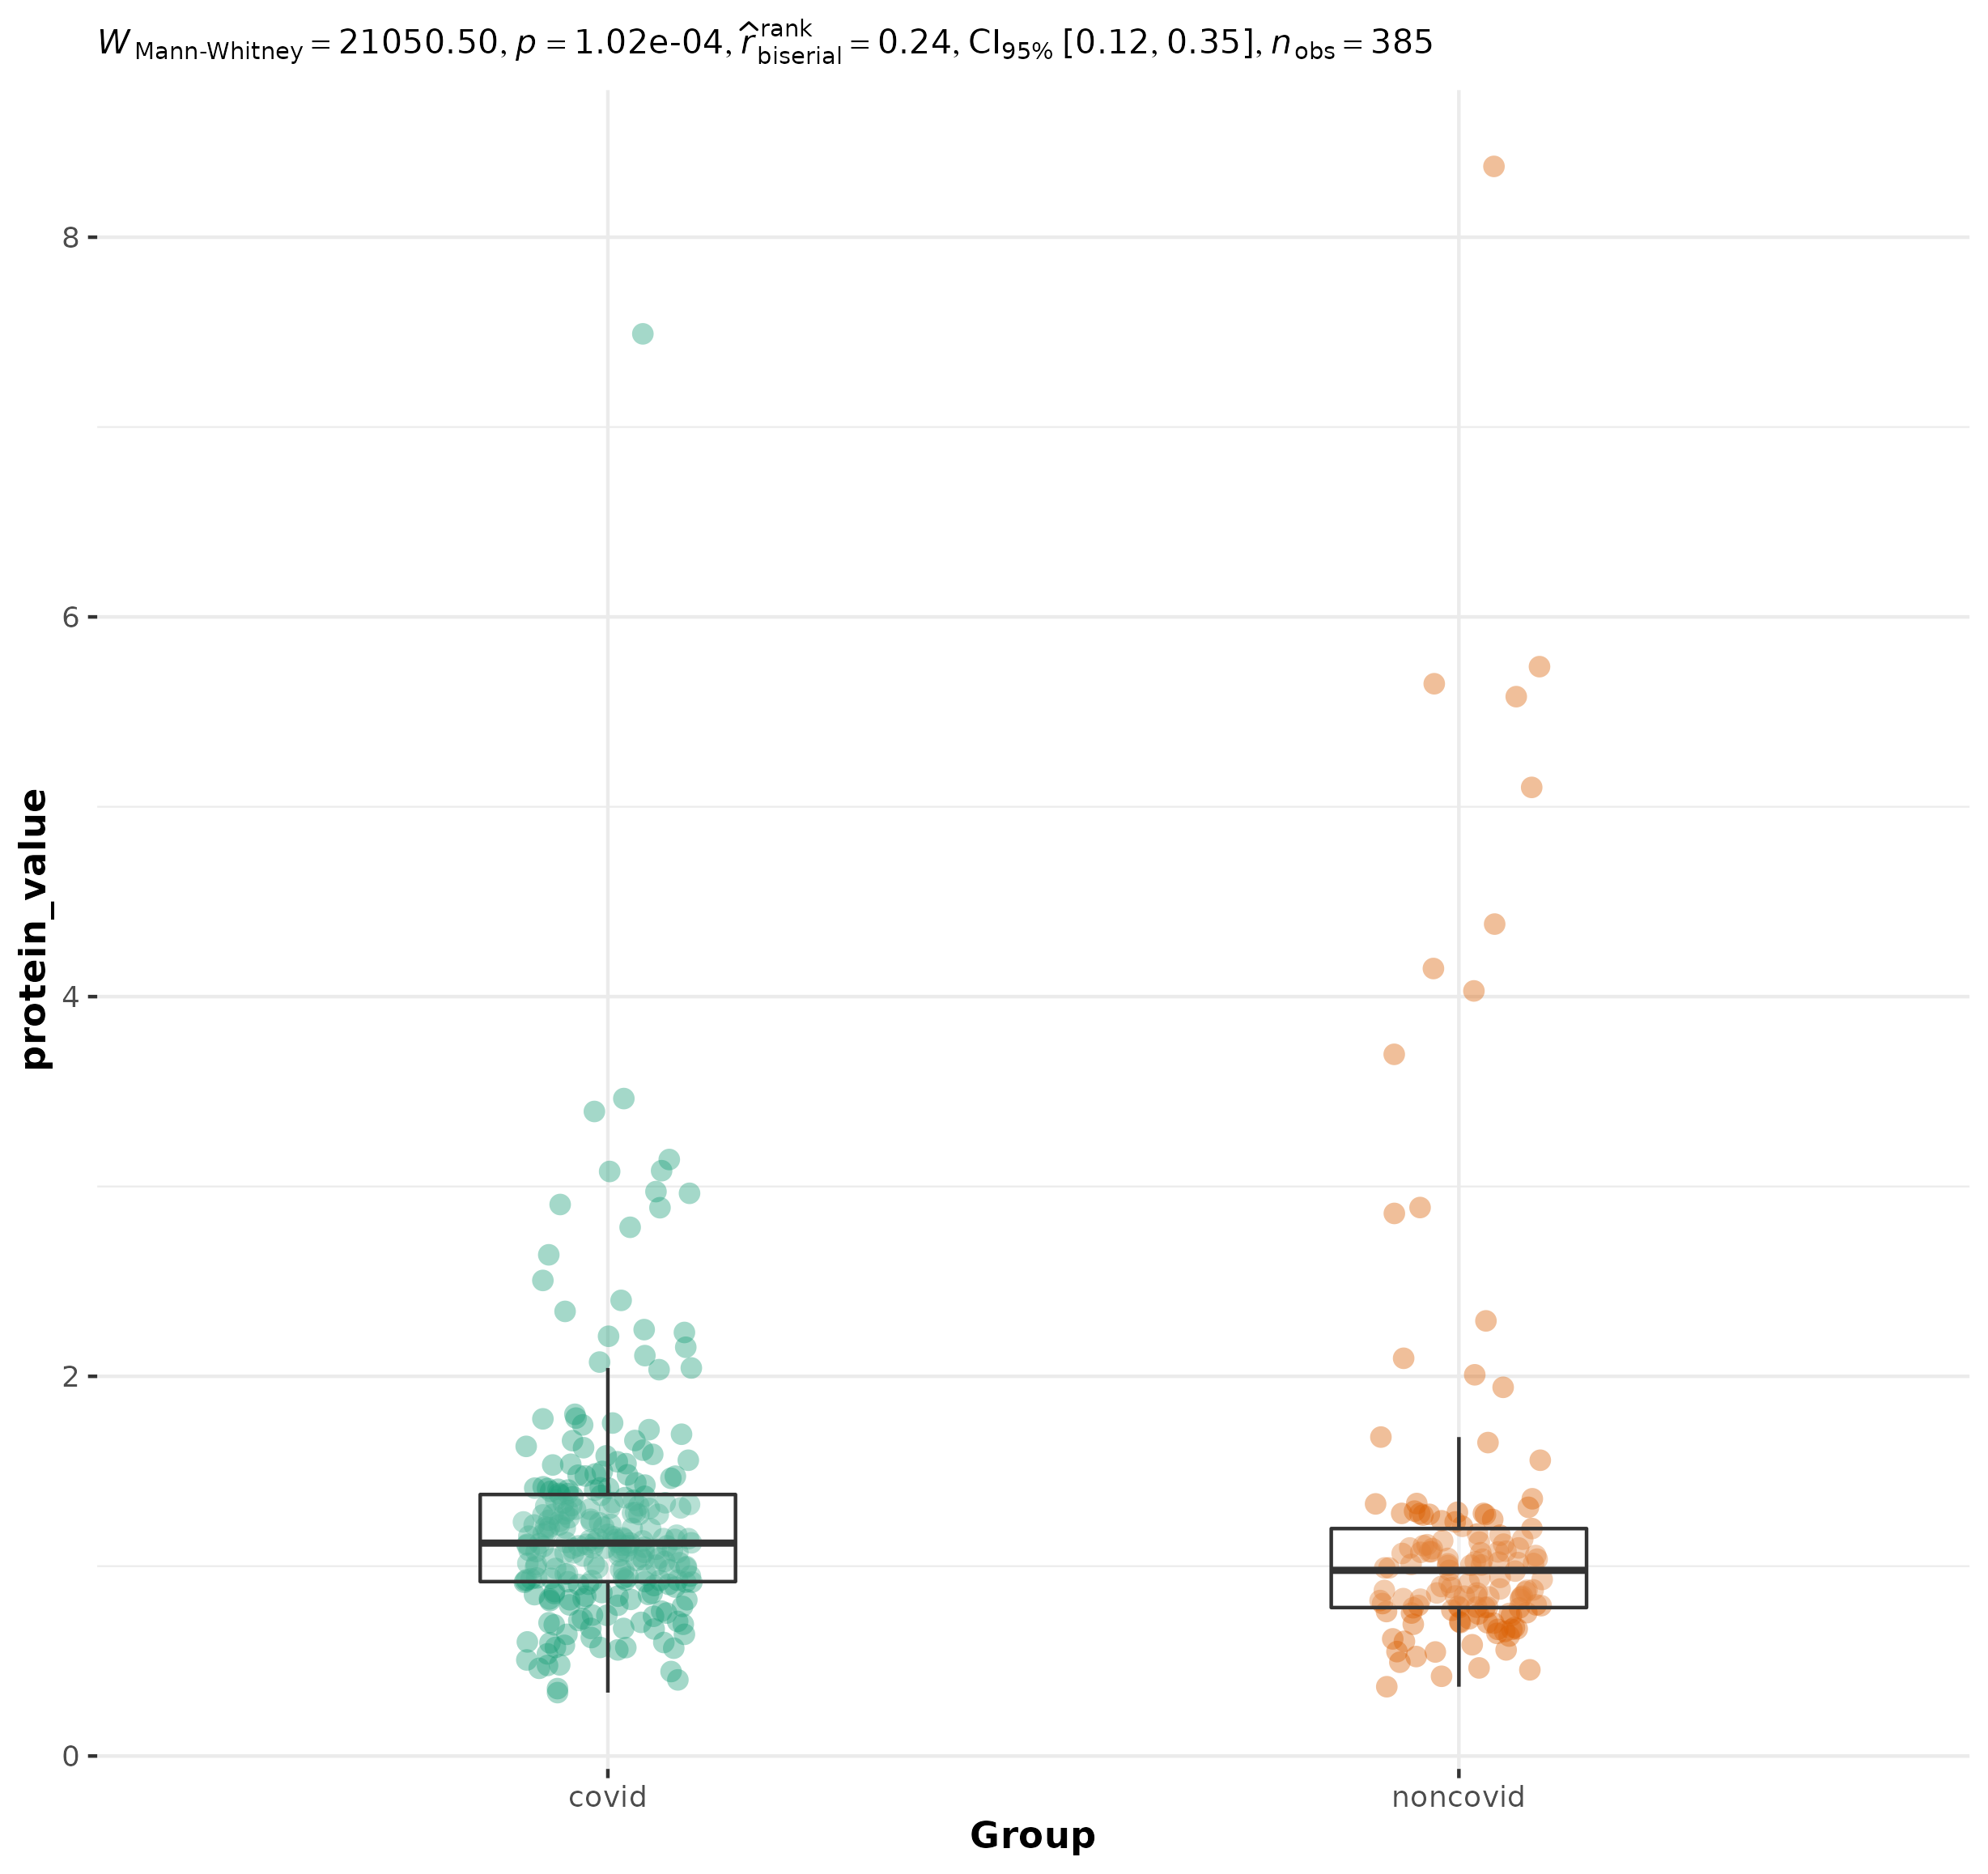 W Mann-Whitney = 21050.50, p = 1.02e-04, r̂ rank biserial = 0.24, CI95% [0.12, 0.35], n obs = 385
8
6
4
2
0
protein_value
covid
noncovid
Group